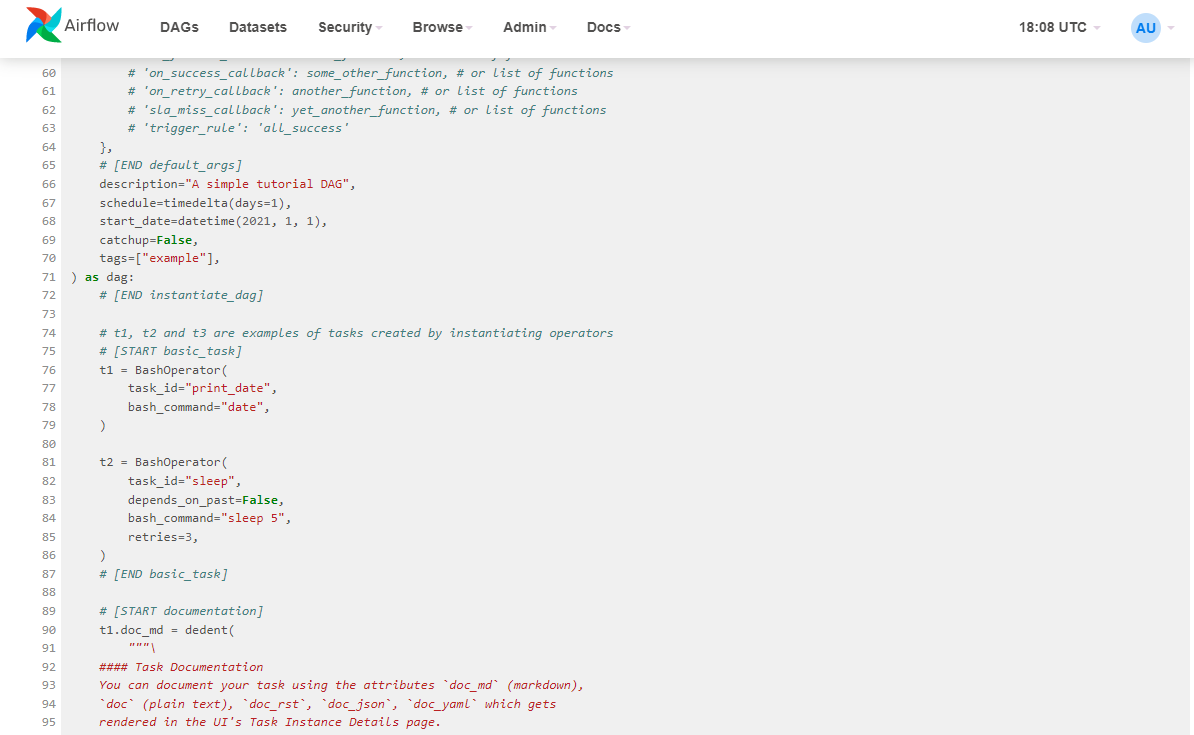 Airflow DAGs Datasets Security Browse Admin Docs 18:08 UTC AU
60 # 'on_success_callback': some_other_function, # or list of functions
61 # 'on_retry_callback': another_function, # or list of functions
62 # 'sla_miss_callback': yet_another_function, # or list of functions
63 # 'trigger_rule': 'all_success'
64 },
65 # [END default_args]
66 description="A simple tutorial DAG",
67 schedule=timedelta(days=1),
68 start_date=datetime(2021, 1, 1),
69 catchup=False,
70 tags=["example"],
71 ) as dag:
72 # [END instantiate_dag]
73
74 # t1, t2 and t3 are examples of tasks created by instantiating operators
75 # [START basic_task]
76 t1 = BashOperator(
77 task_id="print_date",
78 bash_command="date",
79 )
80
81 t2 = BashOperator(
82 task_id="sleep",
83 depends_on_past=False,
84 bash_command="sleep 5",
85 retries=3,
86 )
87 # [END basic_task]
88
89 # [START documentation]
90 t1.doc_md = dedent(
91 """\
92 #### Task Documentation
93 You can document your task using the attributes `doc_md` (markdown),
94 `doc` (plain text), `doc_rst`, `doc_json`, `doc_yaml` which gets
95 rendered in the UI's Task Instance Details page.